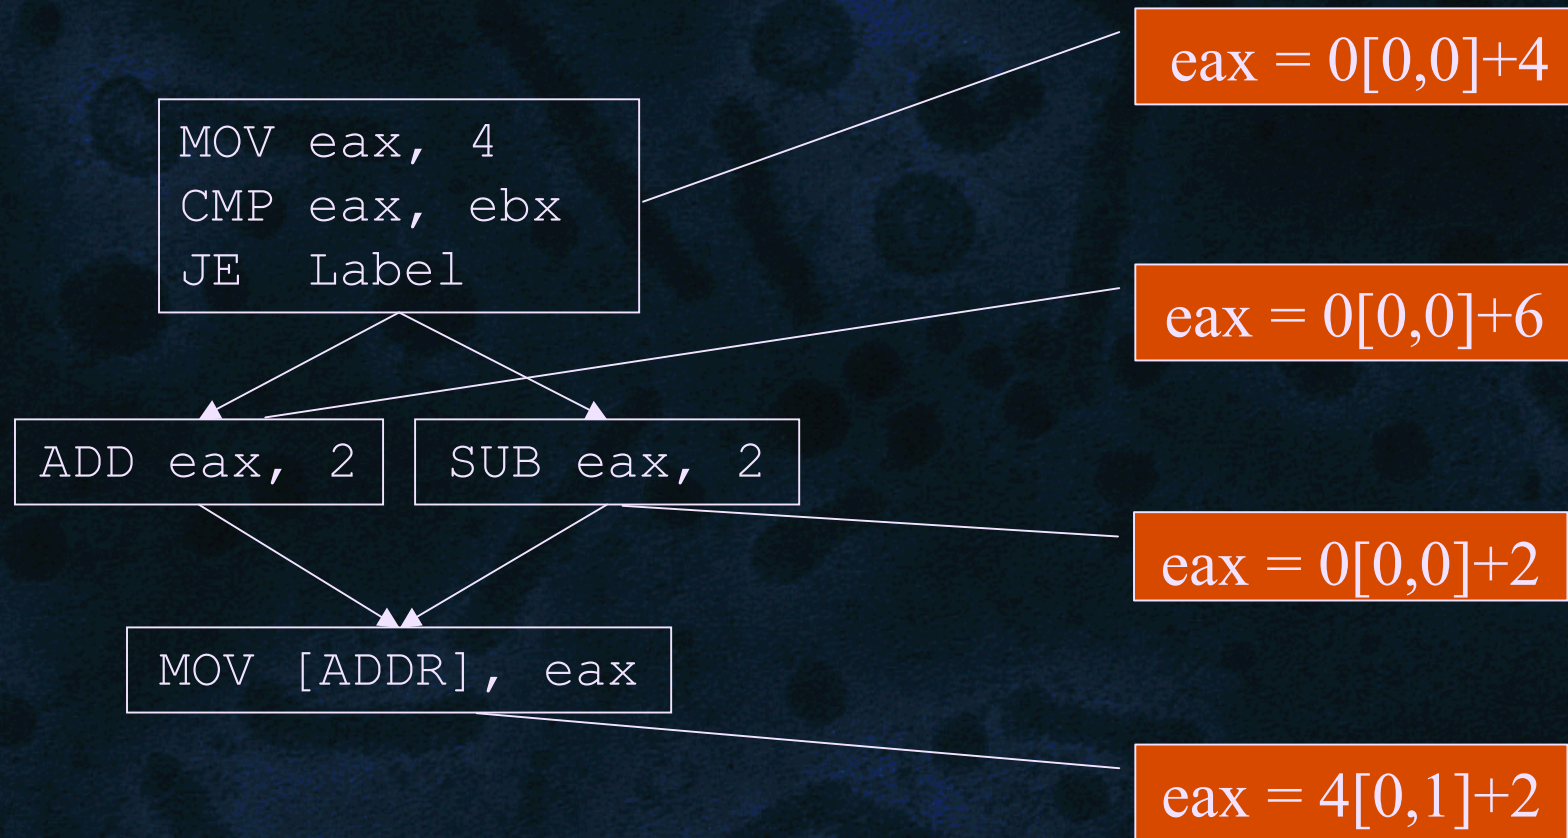 eax = 0[0,0]+4
MOV eax, 4
CMP eax, ebx
JE Label
eax = 0[0,0]+6
ADD eax, 2
SUB eax, 2
eax = 0[0,0]+2
MOV [ADDR], eax
eax = 4[0,1]+2